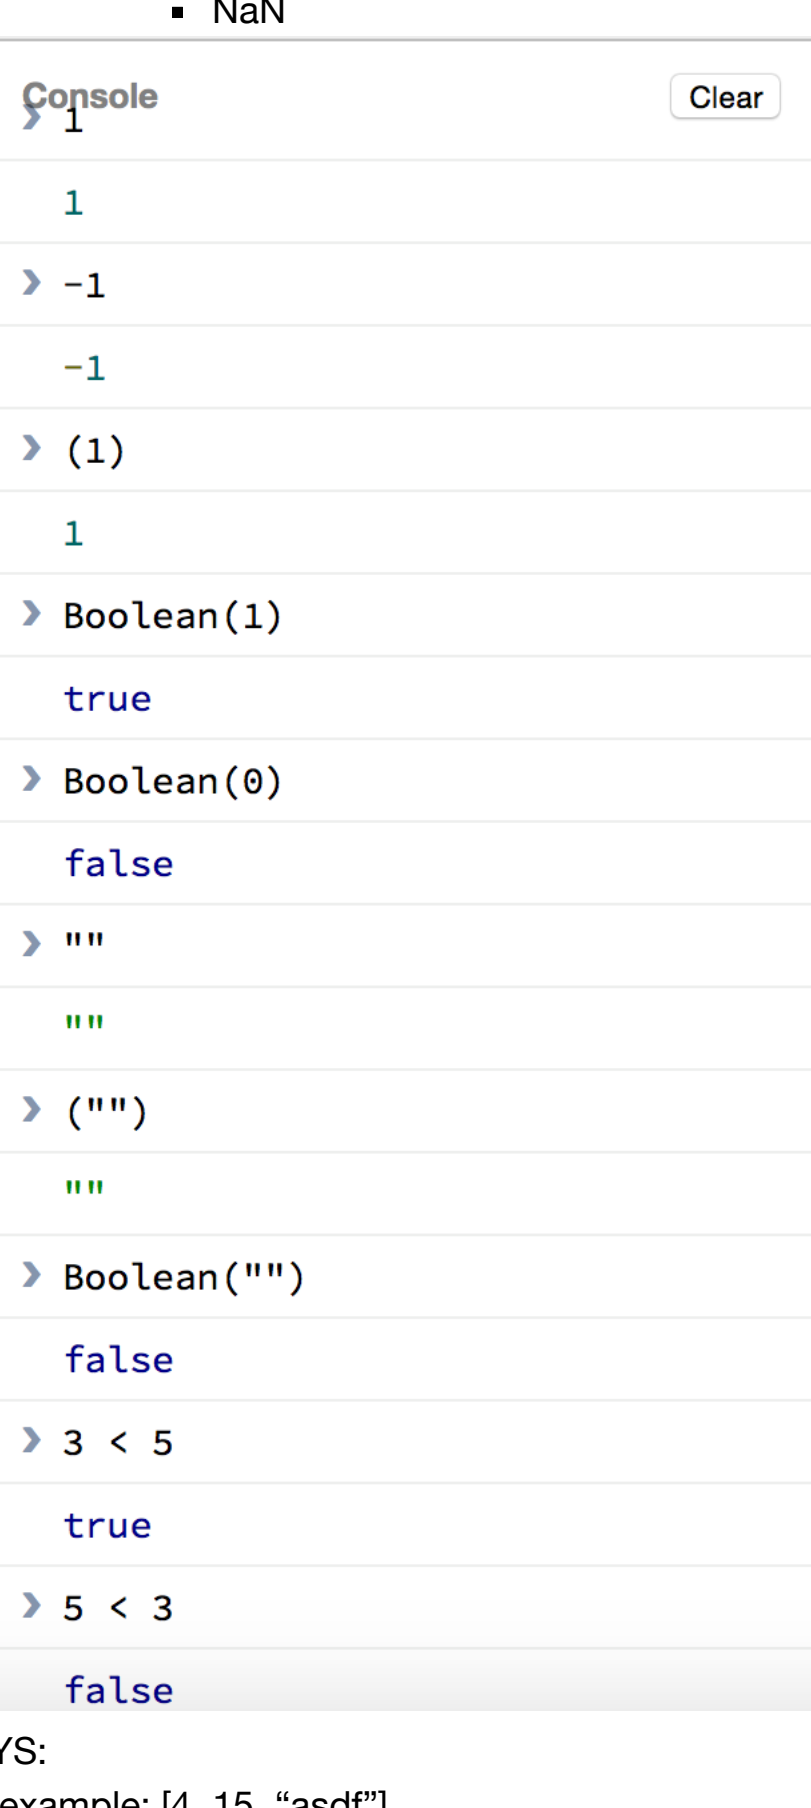 ▪ NaN
Console Clear
❯ 1
1
❯ -1
-1
❯ (1)
1
❯ Boolean(1)
true
❯ Boolean(0)
false
❯ ""
""
❯ ("")
""
❯ Boolean("")
false
❯ 3 < 5
true
❯ 5 < 3
false
YS:
example: [4, 15, “asdf”]